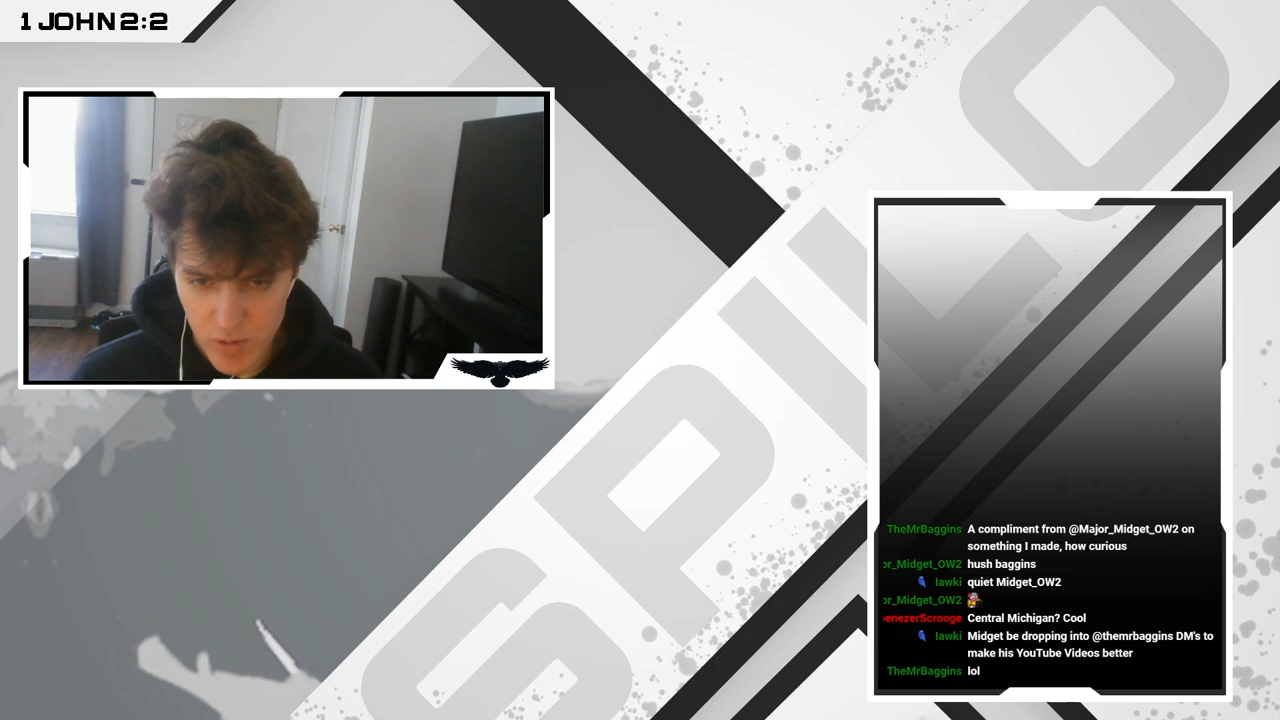 1 JOHN 2:2
SPILO
TheMrBaggins A compliment from @Major_Midget_OW2 on
something I made, how curious
or_Midget_OW2 hush baggins
lawki quiet Midget_OW2
or_Midget_OW2
enezerScrooge Central Michigan? Cool
lawki Midget be dropping into @themrbaggins DM's to
make his YouTube Videos better
TheMrBaggins lol